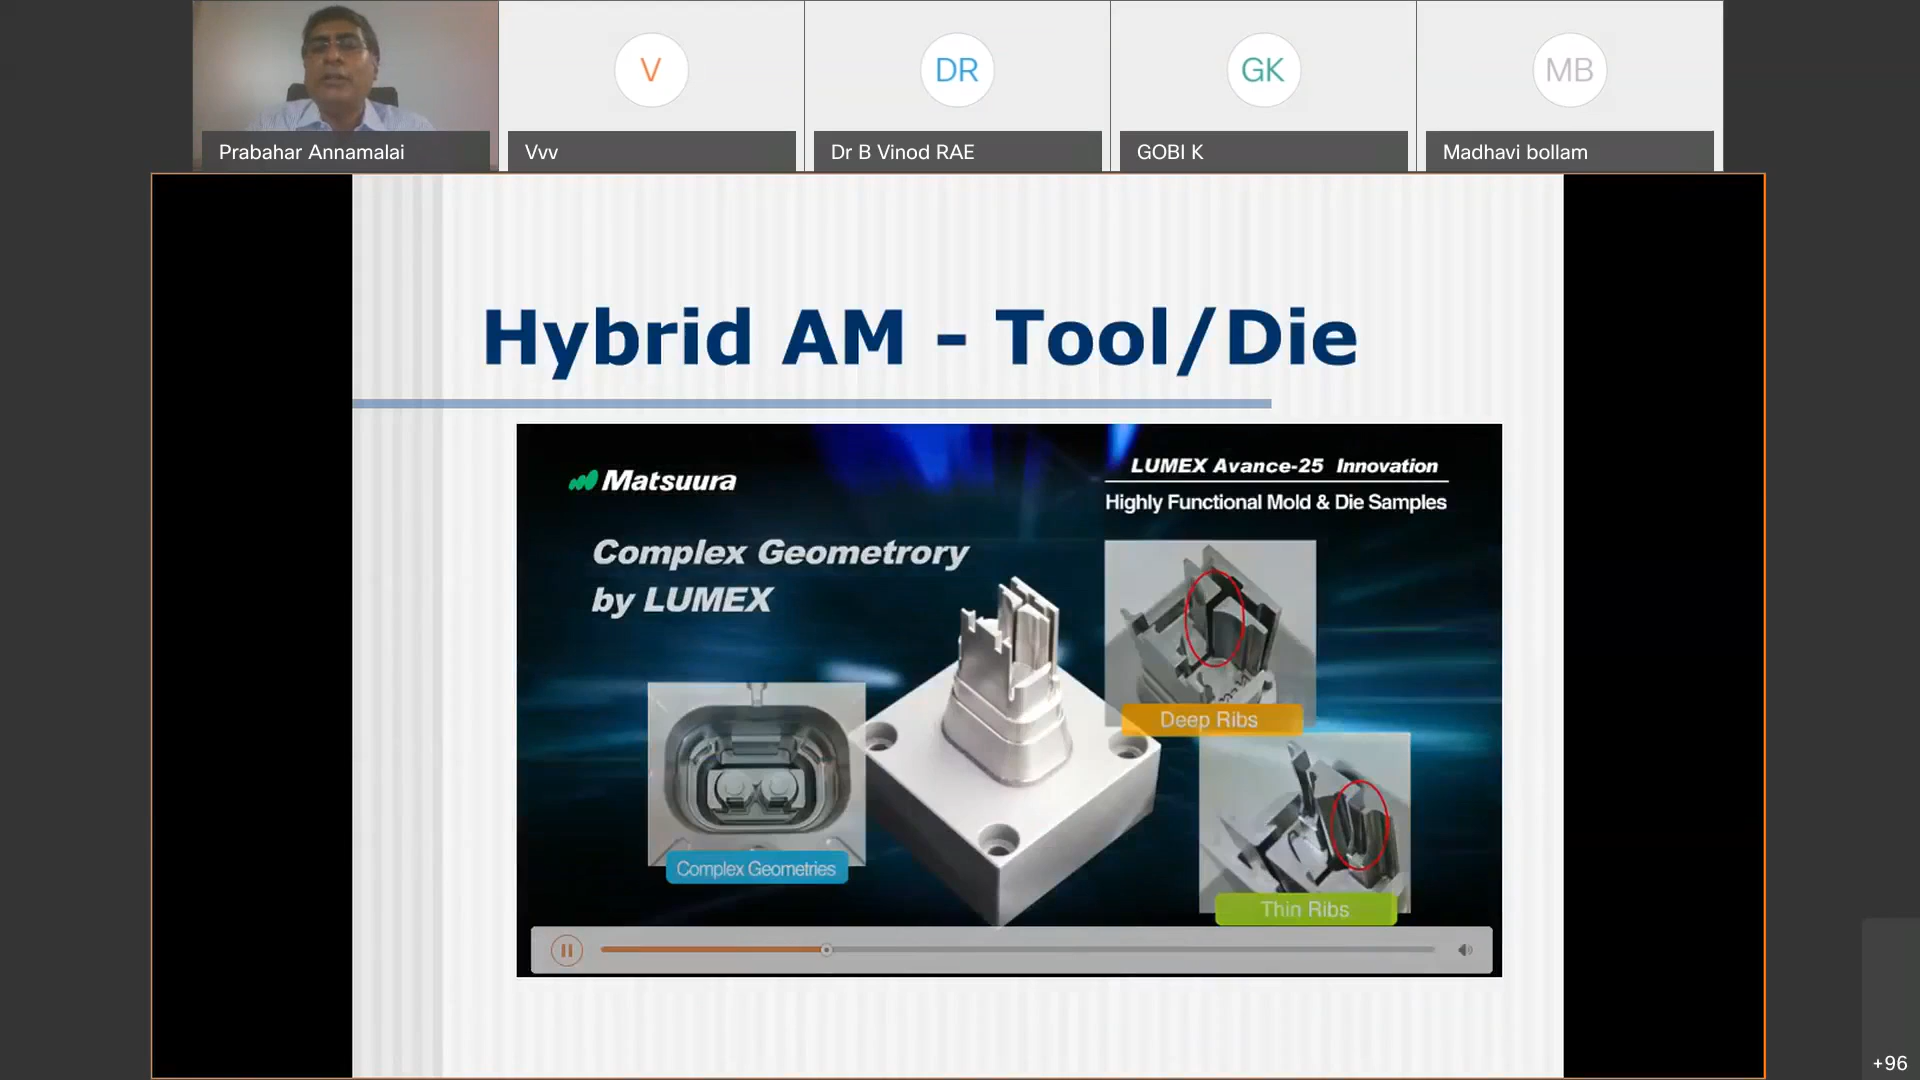 V
DR
GK
MB
Prabahar Annamalai
Vvv
Dr B Vinod RAE
GOBI K
Madhavi bollam
Hybrid AM - Tool/Die
Matsuura
LUMEX Avance-25 Innovation
Highly Functional Mold & Die Samples
Complex Geometrory
by LUMEX
Deep Ribs
Complex Geometries
Thin Ribs
+96